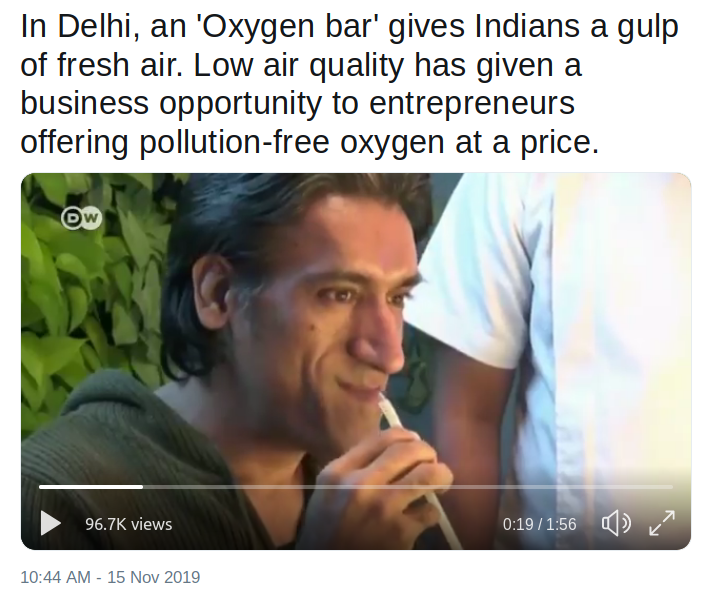 In Delhi, an 'Oxygen bar' gives Indians a gulp
of fresh air. Low air quality has given a
business opportunity to entrepreneurs
offering pollution-free oxygen at a price.
DW
96.7K views
0:19 / 1:56
10:44 AM - 15 Nov 2019